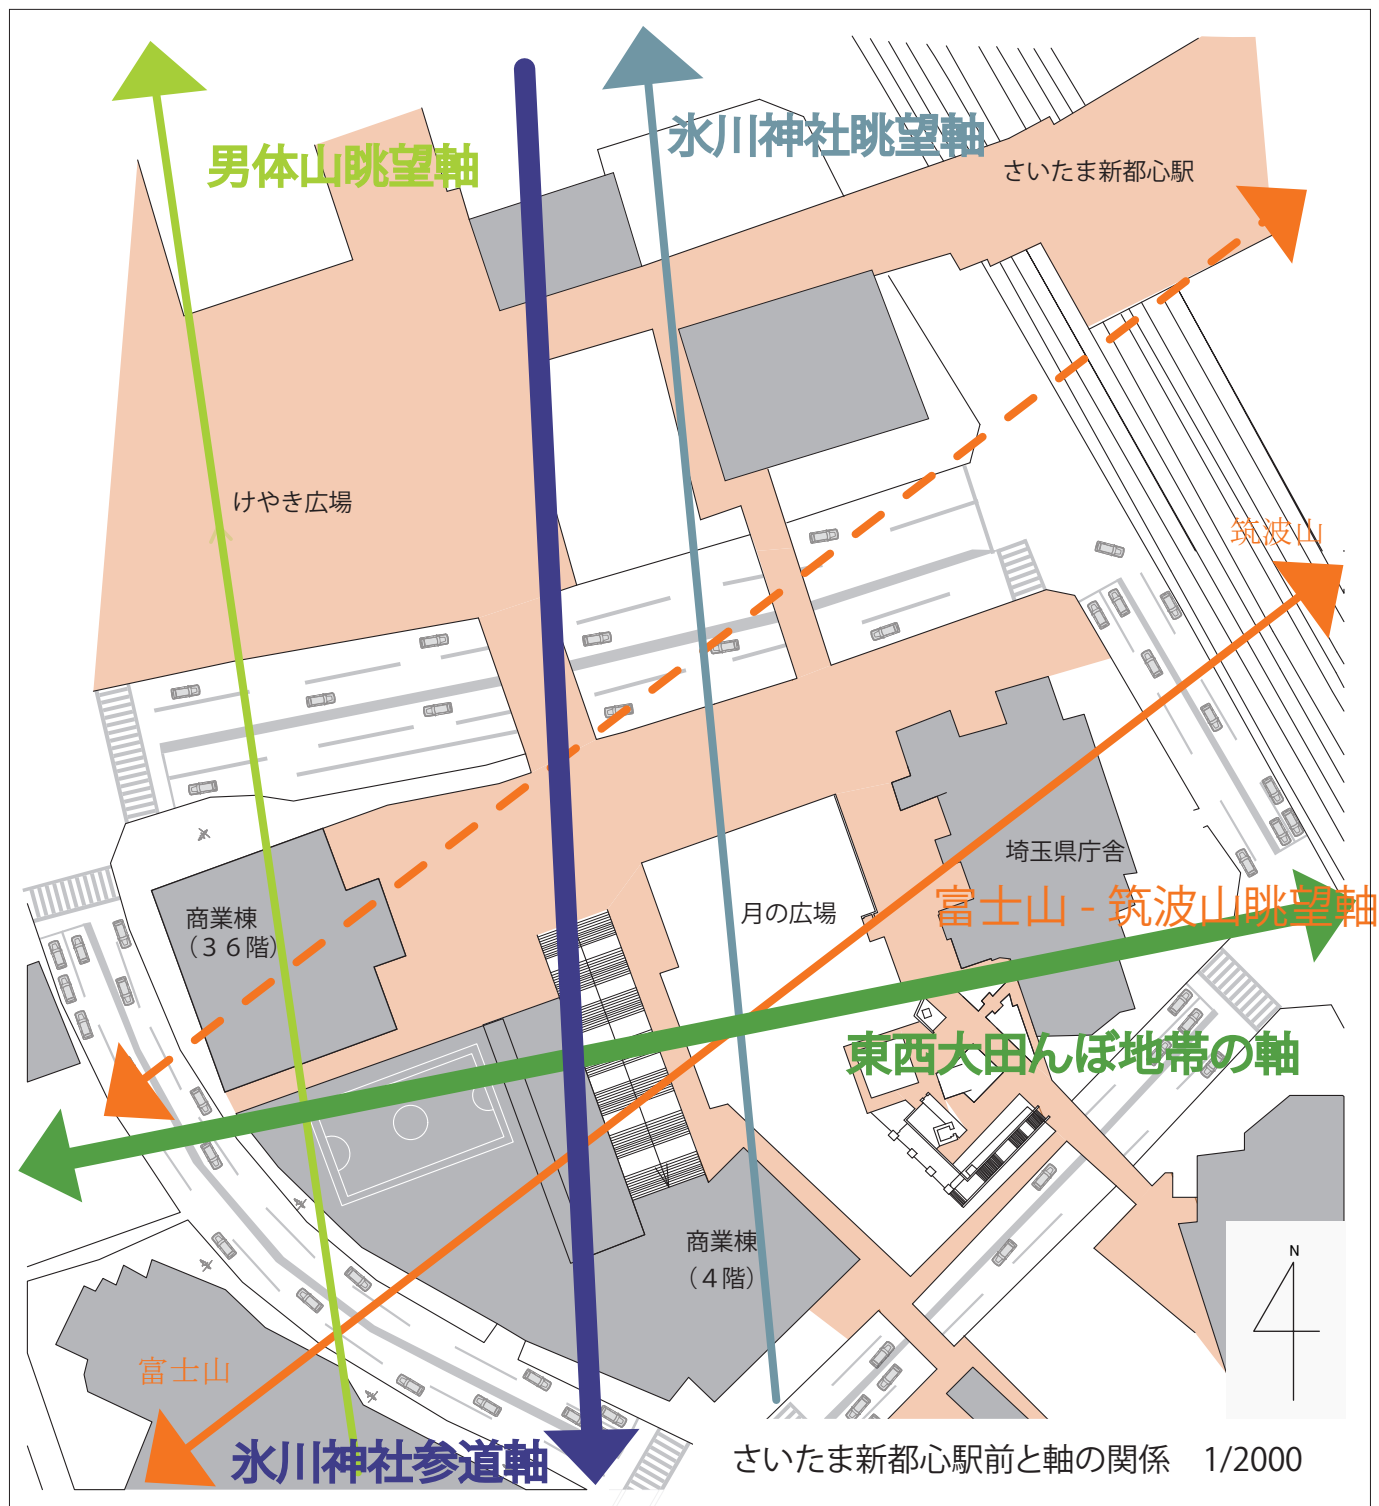 氷川神社眺望軸
男体山眺望軸
さいたま新都心駅
けやき広場
筑波山
埼玉県庁舎
富士山 - 筑波山眺望軸
商業棟
（３６階）
月の広場
東西大田んぼ地帯の軸
商業棟
（４階）
N
富士山
氷川神社参道軸
さいたま新都心駅前と軸の関係　1/2000